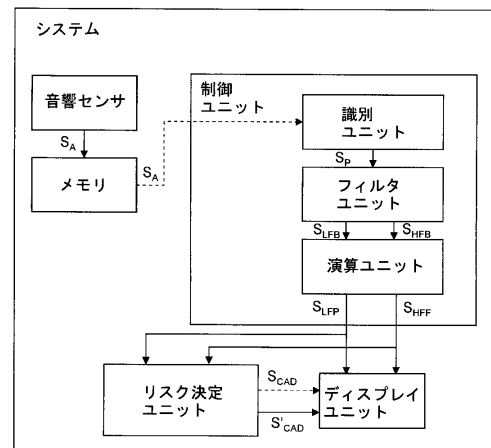 システム
音響センサ
S_A
メモリ
S_A
制御
ユニット
識別
ユニット
S_P
フィルタ
ユニット
S_LFB
S_HFB
演算ユニット
S_LFP
S_HFF
リスク決定
ユニット
S_CAD
S'_CAD
ディスプレイ
ユニット